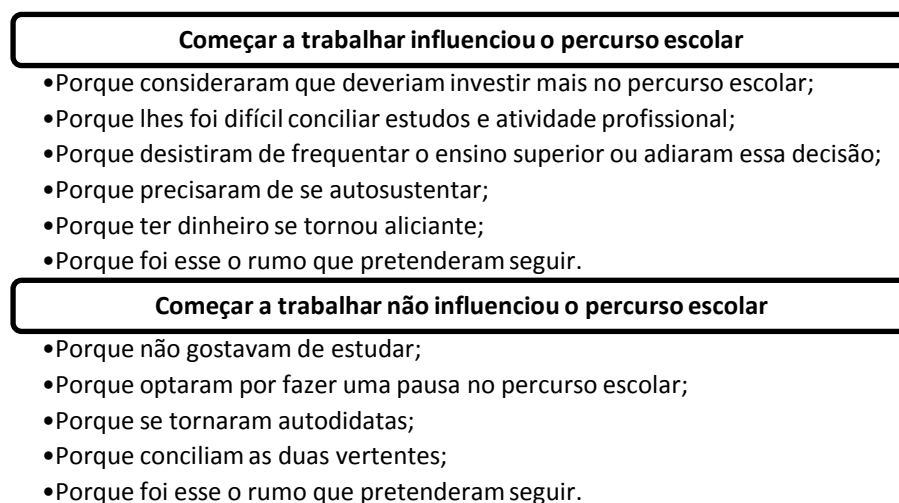 Começar a trabalhar influenciou o percurso escolar
•Porque consideraram que deveriam investir mais no percurso escolar;
•Porque lhes foi difícil conciliar estudos e atividade profissional;
•Porque desistiram de frequentar o ensino superior ou adiaram essa decisão;
•Porque precisaram de se autosustentar;
•Porque ter dinheiro se tornou aliciante;
•Porque foi esse o rumo que pretenderam seguir.
Começar a trabalhar não influenciou o percurso escolar
•Porque não gostavam de estudar;
•Porque optaram por fazer uma pausa no percurso escolar;
•Porque se tornaram autodidatas;
•Porque conciliam as duas vertentes;
•Porque foi esse o rumo que pretenderam seguir.